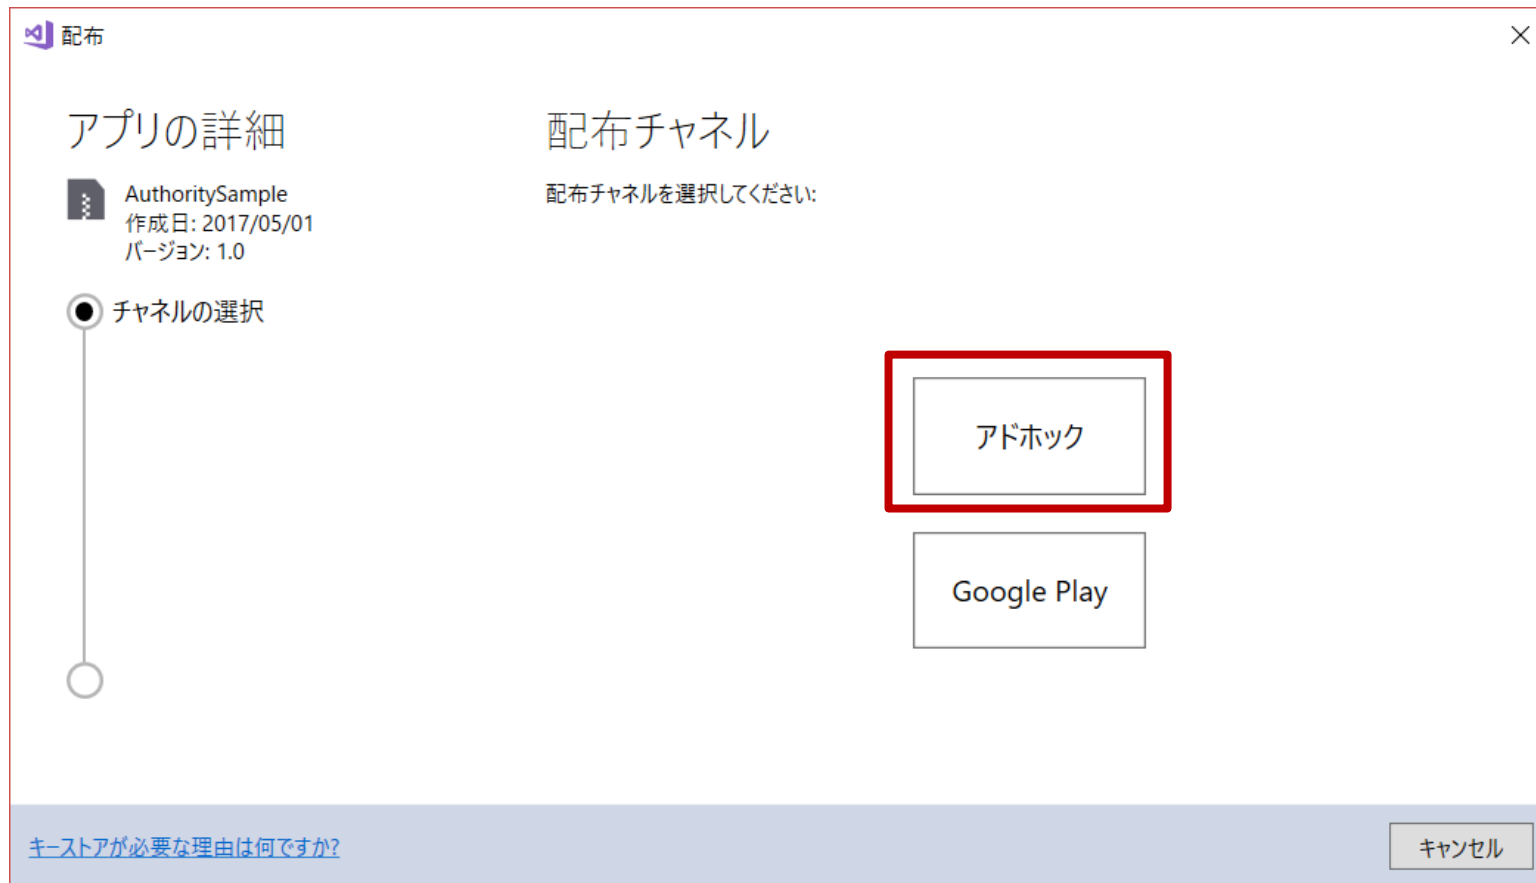 配布
アプリの詳細
AuthoritySample
作成日: 2017/05/01
バージョン: 1.0
チャネルの選択
配布チャネル
配布チャネルを選択してください:
アドホック
Google Play
キーストアが必要な理由は何ですか?
キャンセル